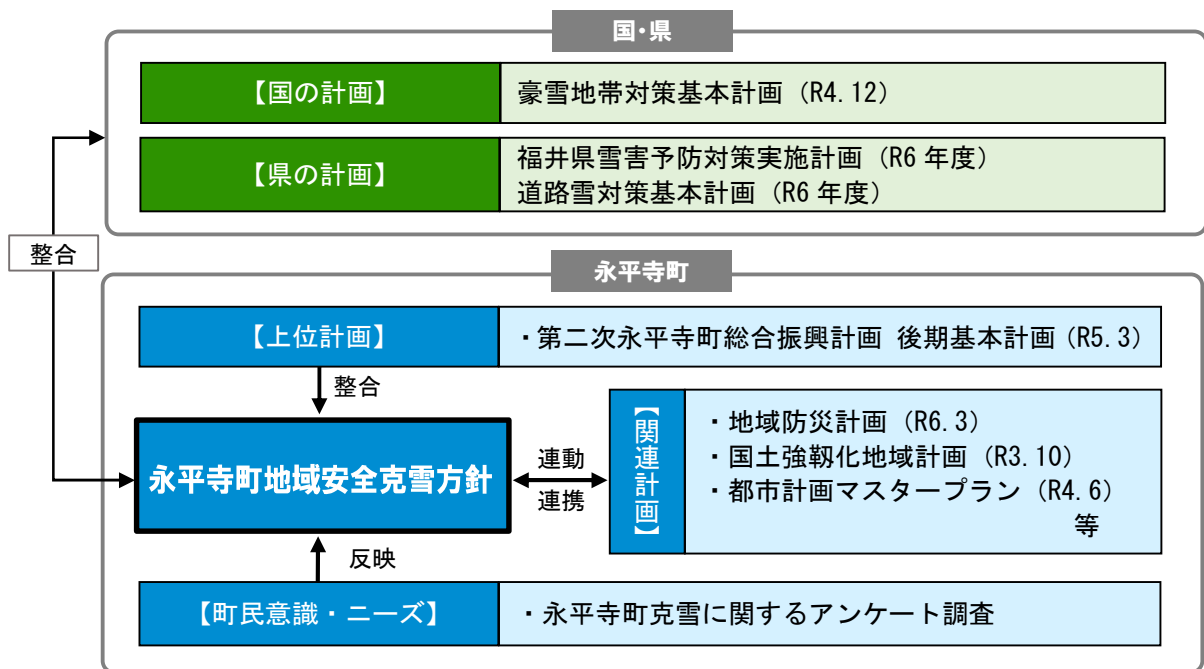 国・県
【国の計画】
豪雪地帯対策基本計画（R4.12）
【県の計画】
福井県雪害予防対策実施計画（R6 年度）
道路雪対策基本計画（R6 年度）
整合
永平寺町
【上位計画】
・第二次永平寺町総合振興計画 後期基本計画（R5.3）
整合
永平寺町地域安全克雪方針
連動
連携
【関連計画】
・地域防災計画（R6.3）
・国土強靱化地域計画（R3.10）
・都市計画マスタープラン（R4.6）
等
反映
【町民意識・ニーズ】
・永平寺町克雪に関するアンケート調査